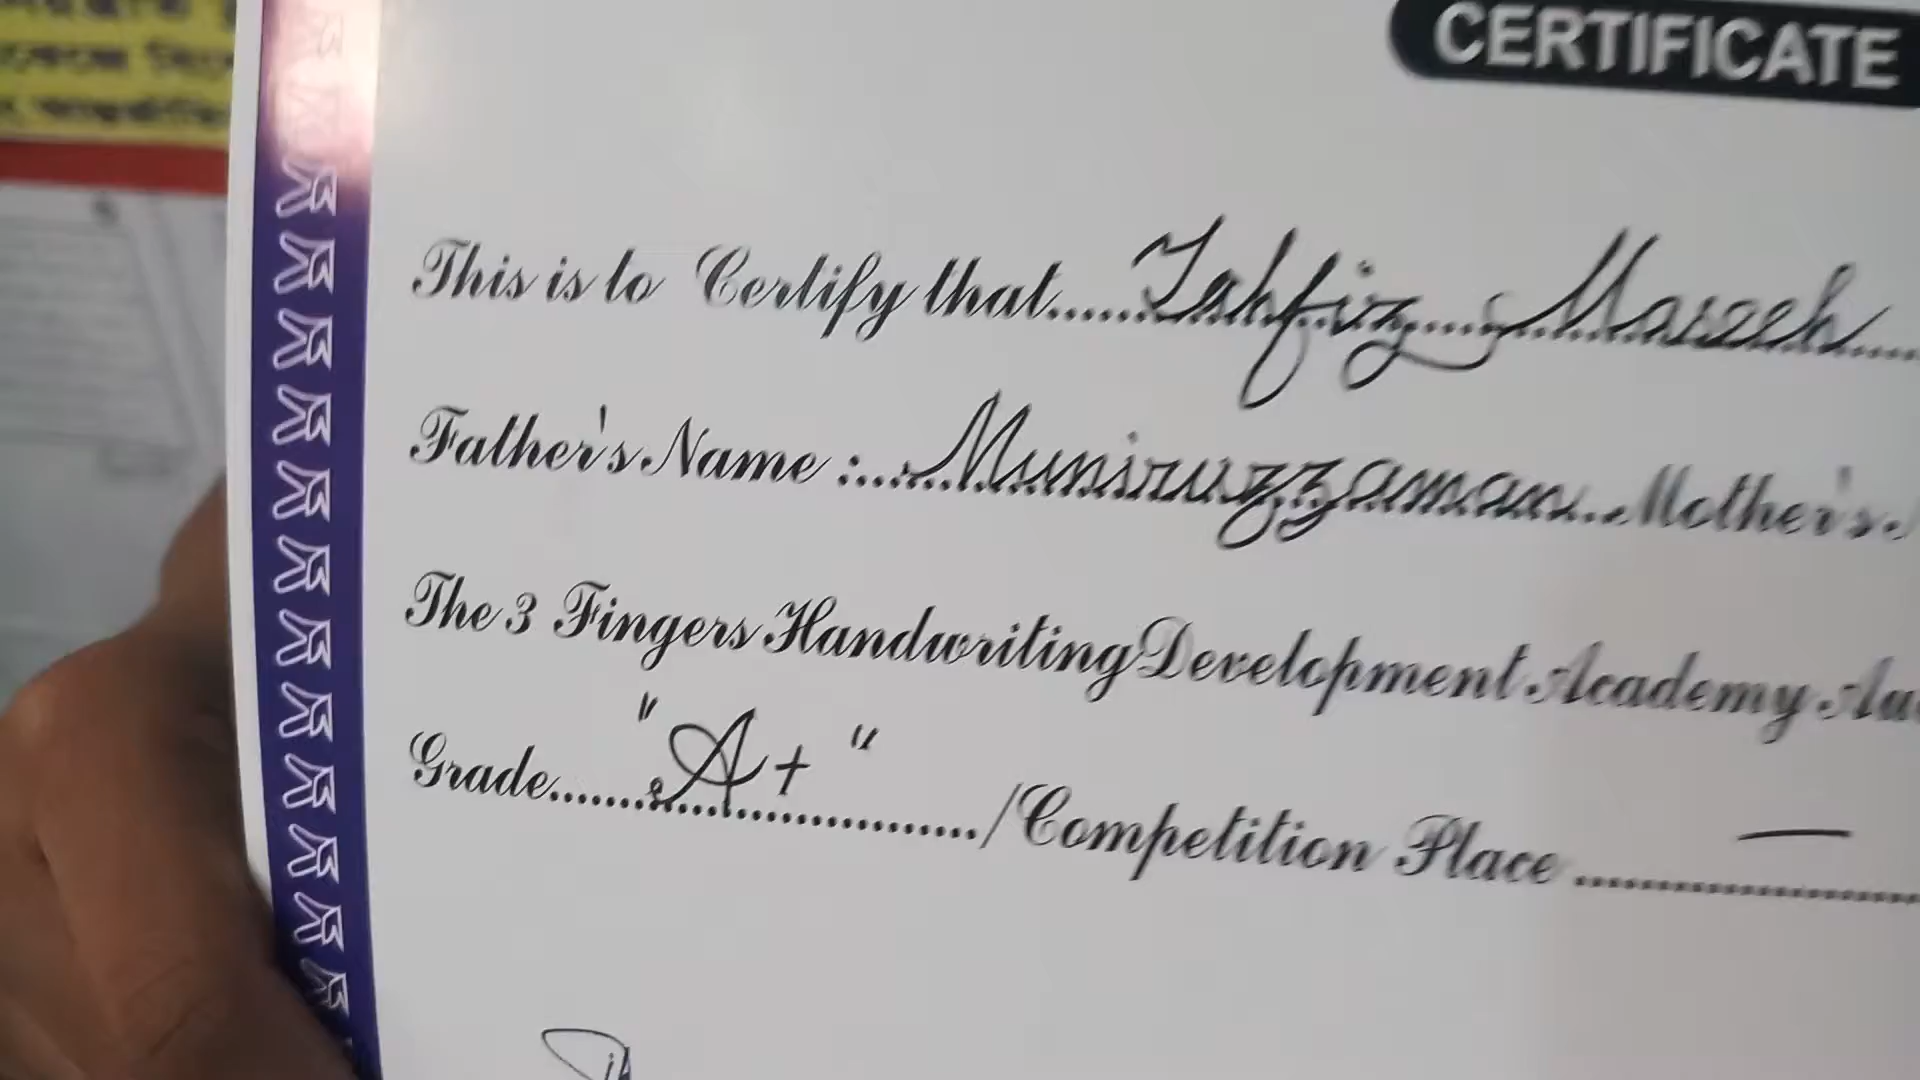 CERTIFICATE
This is to Certify that.....Tahfiz Maseeh
Father's Name :....Muniruzzaman...Mother's
The 3 Fingers Handwriting Development Academy
Grade......."A+"................./Competition Place ..........—..........